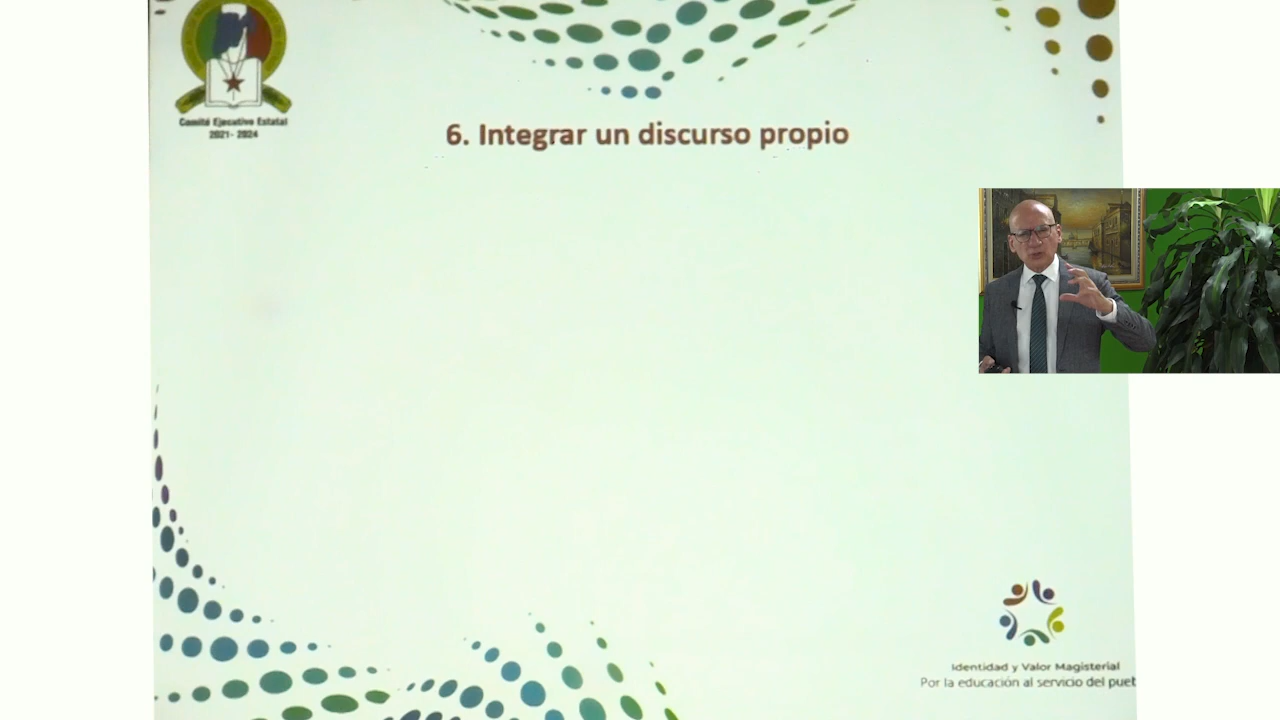 Comité Ejecutivo Estatal
2021- 2024
6. Integrar un discurso propio
Identidad y Valor Magisterial
Por la educación al servicio del puet